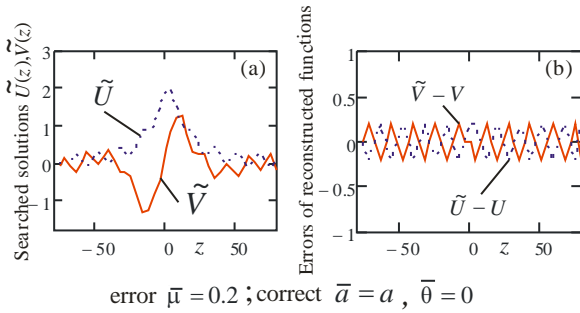 Searched solutions Ũ(z),Ṽ(z)
3
2
1
0
−1
(a)
Ũ
Ṽ
−50
0
z
50
Errors of reconstructed functions
1
0.5
0
−0.5
−1
(b)
Ṽ − V
Ũ − U
−50
0
z
50
error μ̄ = 0.2 ; correct ā = a , θ̄ = 0